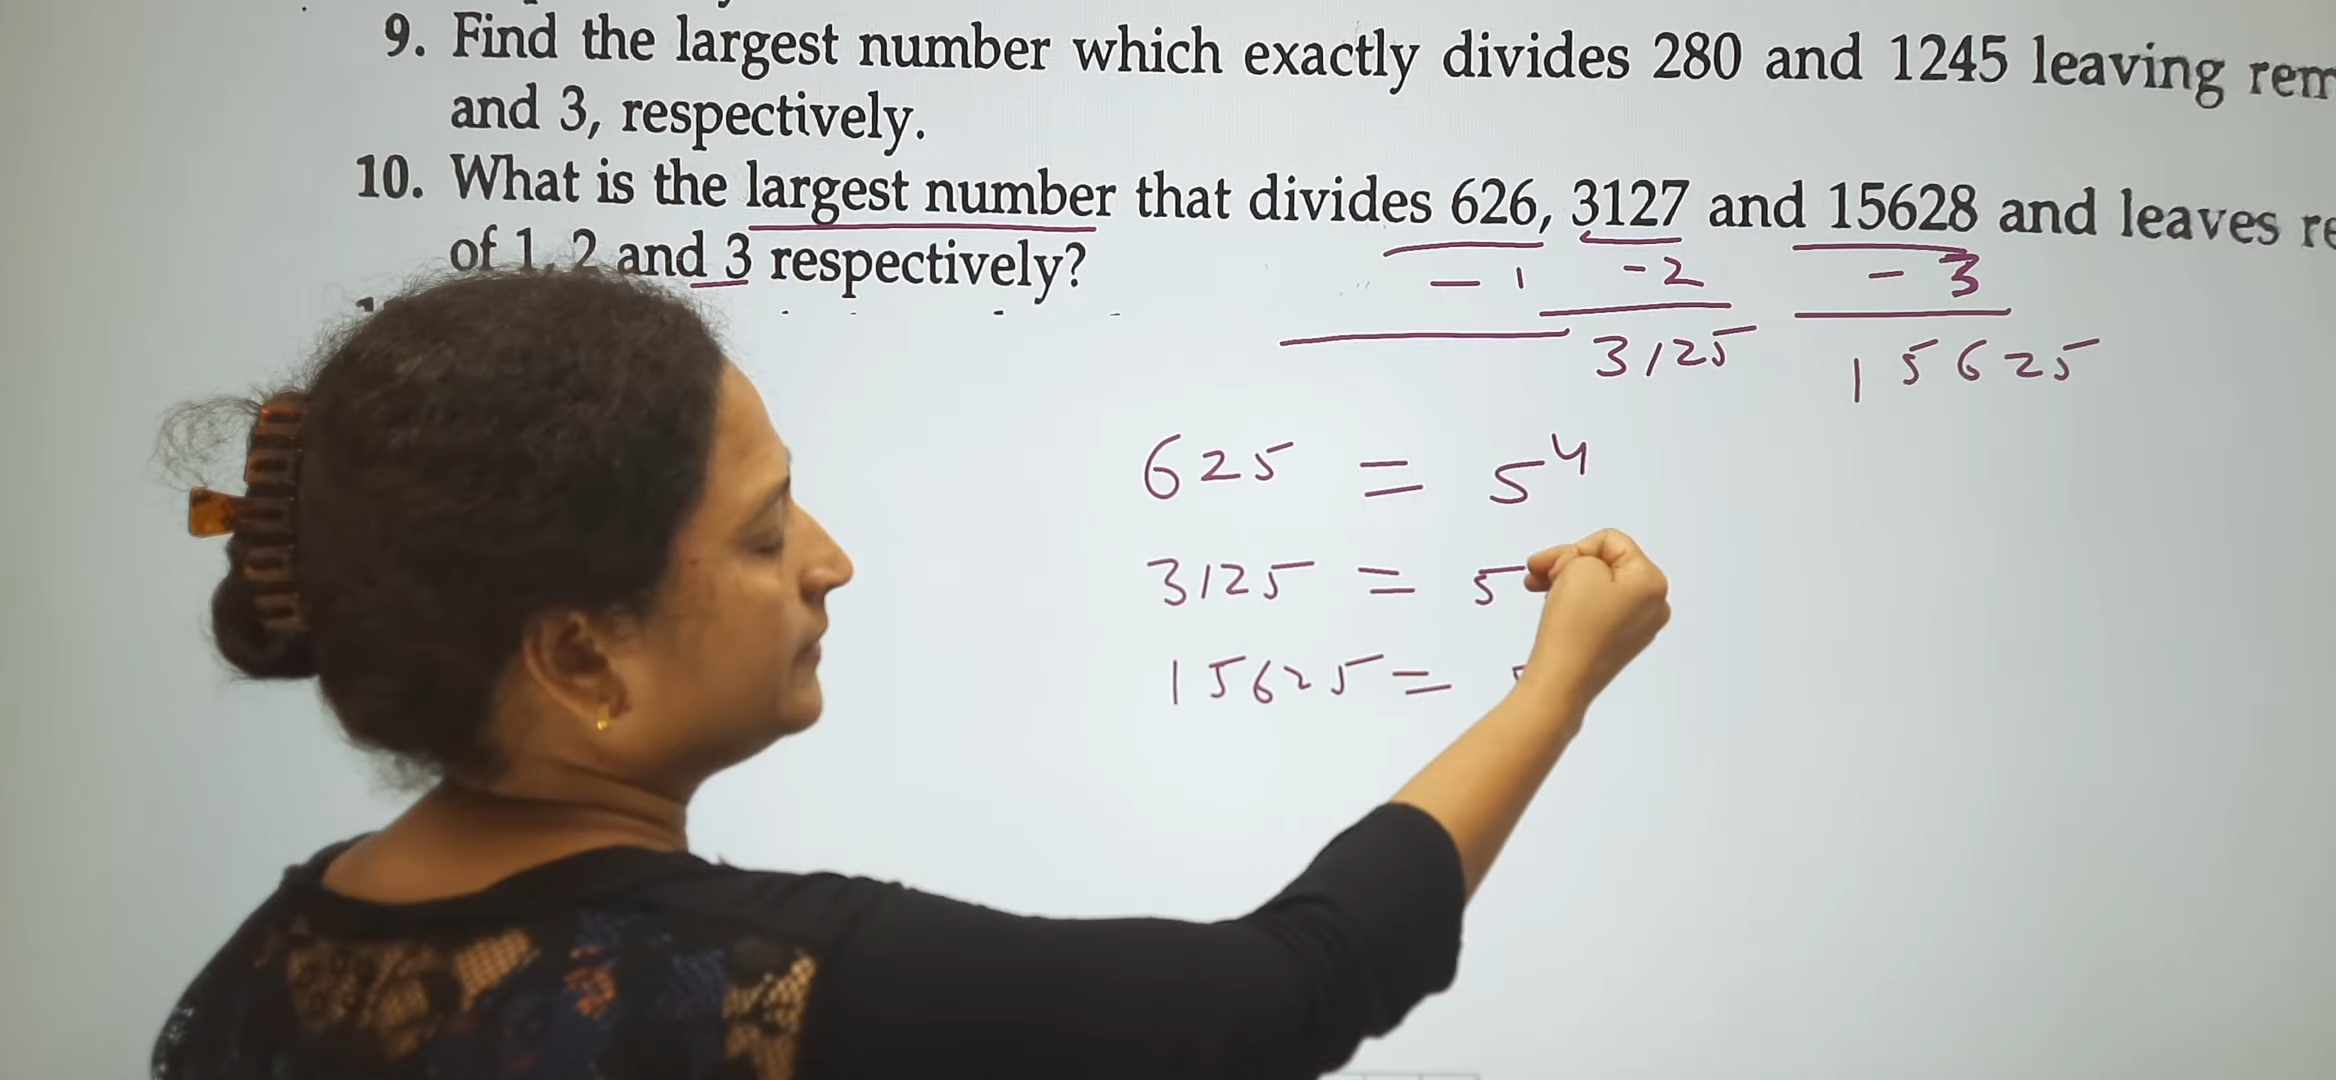 9. Find the largest number which exactly divides 280 and 1245 leaving rem
and 3, respectively.
10. What is the largest number that divides 626, 3127 and 15628 and leaves re
of 1, 2 and 3 respectively?
- 1 - 2 - 3
3125 15625
625 = 5⁴
3125 = 5
15625 =